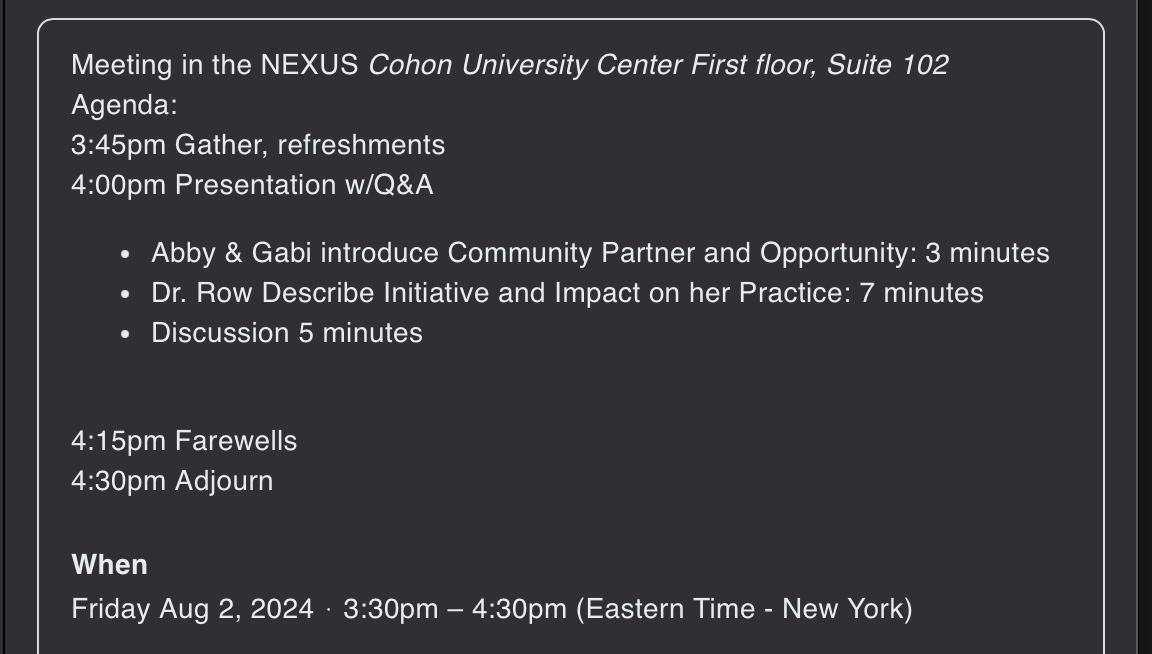 Meeting in the NEXUS Cohon University Center First floor, Suite 102
Agenda:
3:45pm Gather, refreshments
4:00pm Presentation w/Q&A
• Abby & Gabi introduce Community Partner and Opportunity: 3 minutes
• Dr. Row Describe Initiative and Impact on her Practice: 7 minutes
• Discussion 5 minutes
4:15pm Farewells
4:30pm Adjourn
When
Friday Aug 2, 2024 · 3:30pm – 4:30pm (Eastern Time - New York)